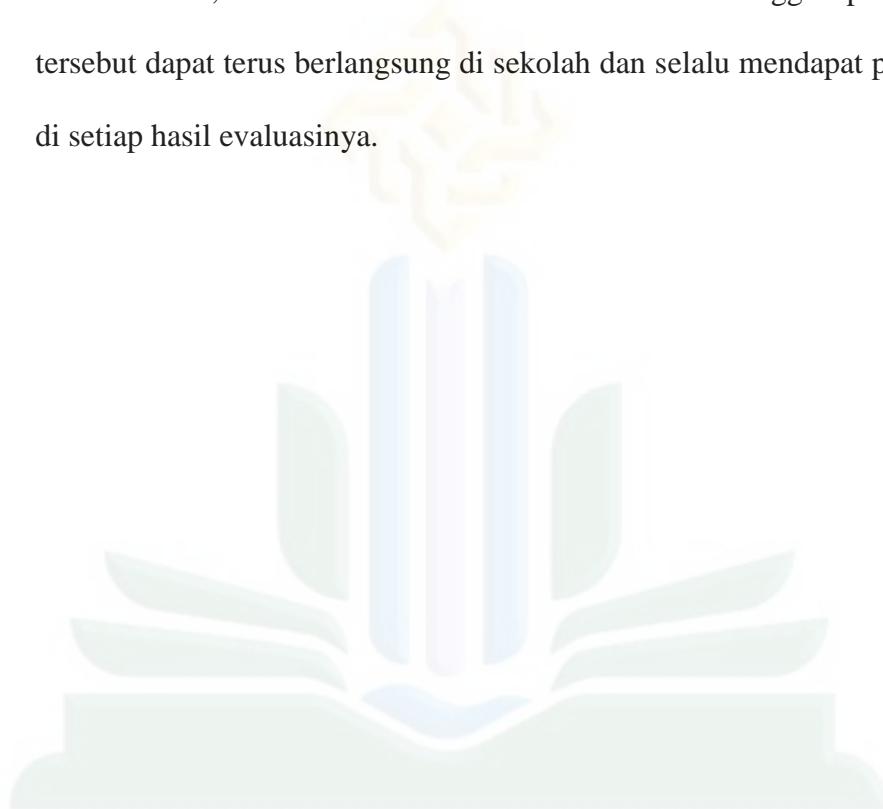 tersebut dapat terus berlangsung di sekolah dan selalu mendapat
di setiap hasil evaluasinya.